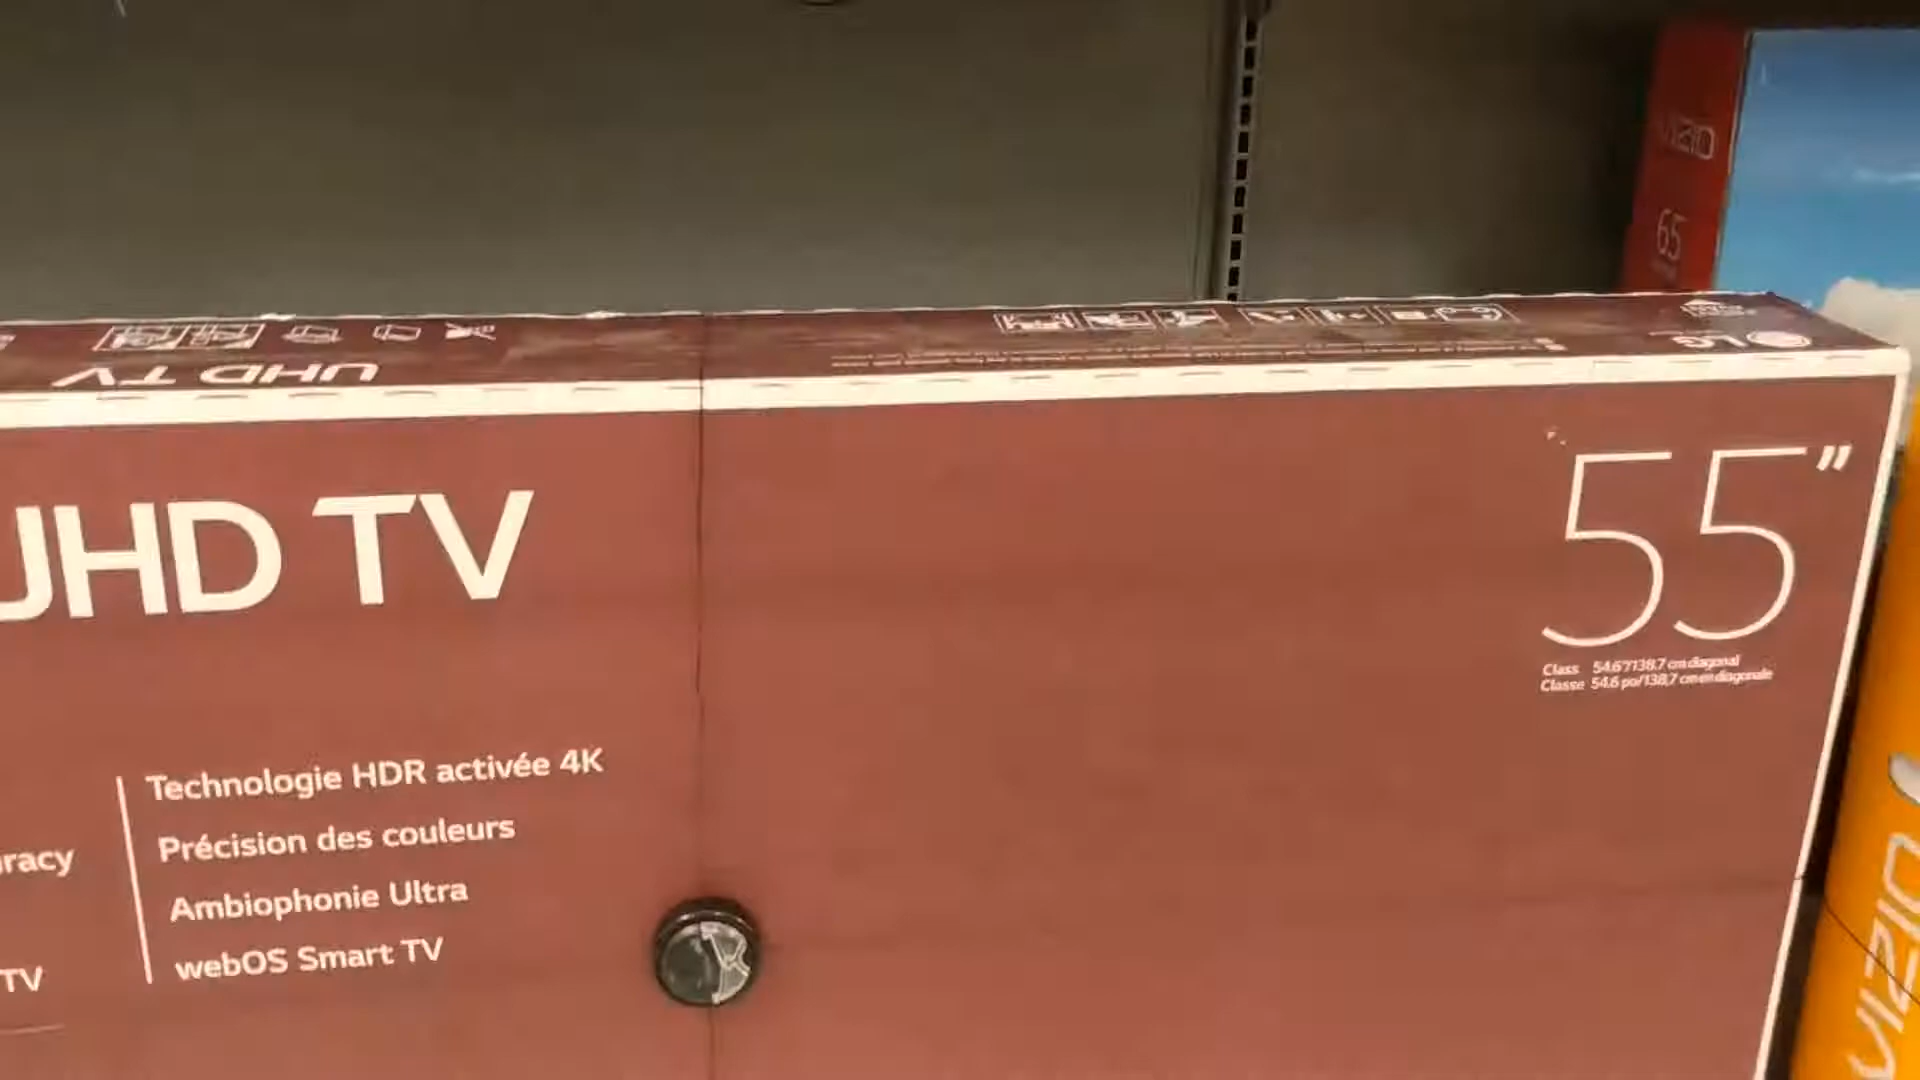 VIZIO
65
UHD TV
LG
UHD TV
55"
Class 54.6"/138.7 cm diagonal
Classe 54.6 po/138,7 cm en diagonale
Technologie HDR activée 4K
Précision des couleurs
Ambiophonie Ultra
webOS Smart TV
uracy
TV
VIZIO